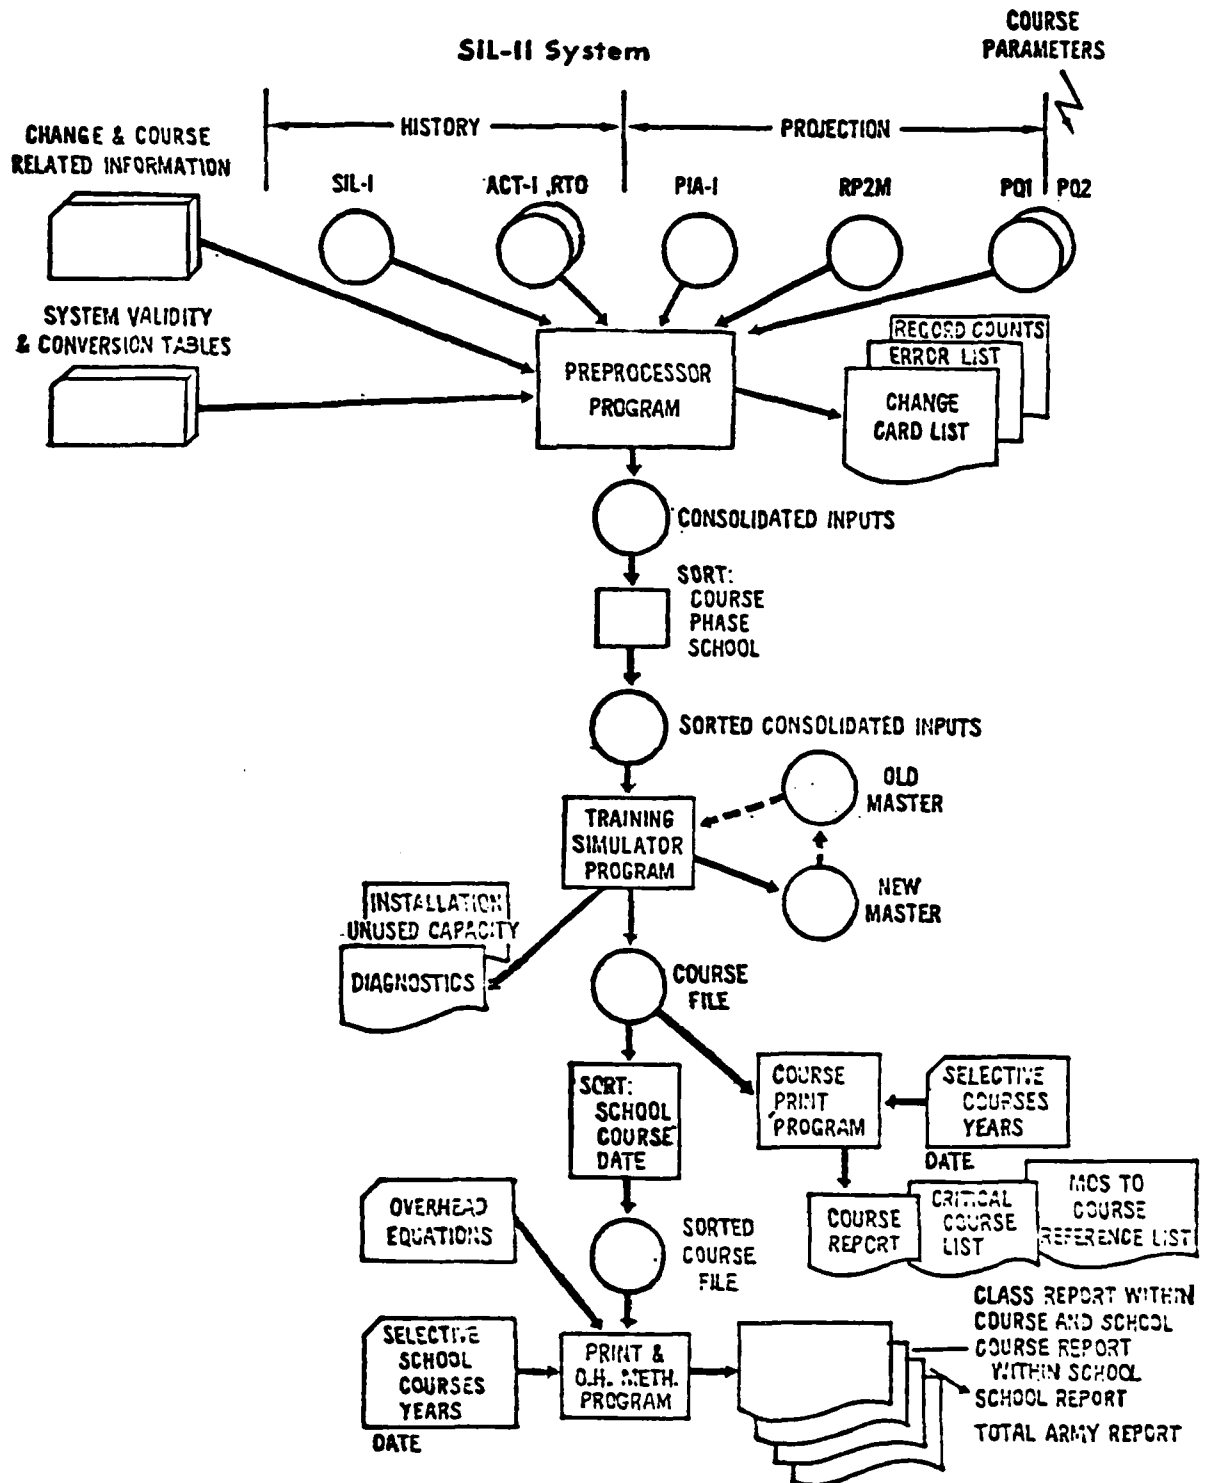 COURSE
PARAMETERS
SIL-II System
HISTORY
PROJECTION
CHANGE & COURSE
RELATED INFORMATION
SIL-I
ACT-I ,RTO
PIA-I
RP2M
PQ1
PQ2
SYSTEM VALIDITY
& CONVERSION TABLES
RECORD COUNTS
ERROR LIST
CHANGE
CARD LIST
PREPROCESSOR
PROGRAM
CONSOLIDATED INPUTS
SORT:
COURSE
PHASE
SCHOOL
SORTED CONSOLIDATED INPUTS
OLD
MASTER
TRAINING
SIMULATOR
PROGRAM
NEW
MASTER
INSTALLATION
UNUSED CAPACITY
DIAGNOSTICS
COURSE
FILE
SORT:
SCHOOL
COURSE
DATE
COURSE
PRINT
PROGRAM
SELECTIVE
COURSES
YEARS
DATE
OVERHEAD
EQUATIONS
SORTED
COURSE
FILE
COURSE
REPORT
CRITICAL
COURSE
LIST
MOS TO
COURSE
REFERENCE LIST
SELECTIVE
SCHOOL
COURSES
YEARS
DATE
PRINT &
O.H. METH.
PROGRAM
CLASS REPORT WITHIN
COURSE AND SCHOOL
COURSE REPORT
WITHIN SCHOOL
SCHOOL REPORT
TOTAL ARMY REPORT